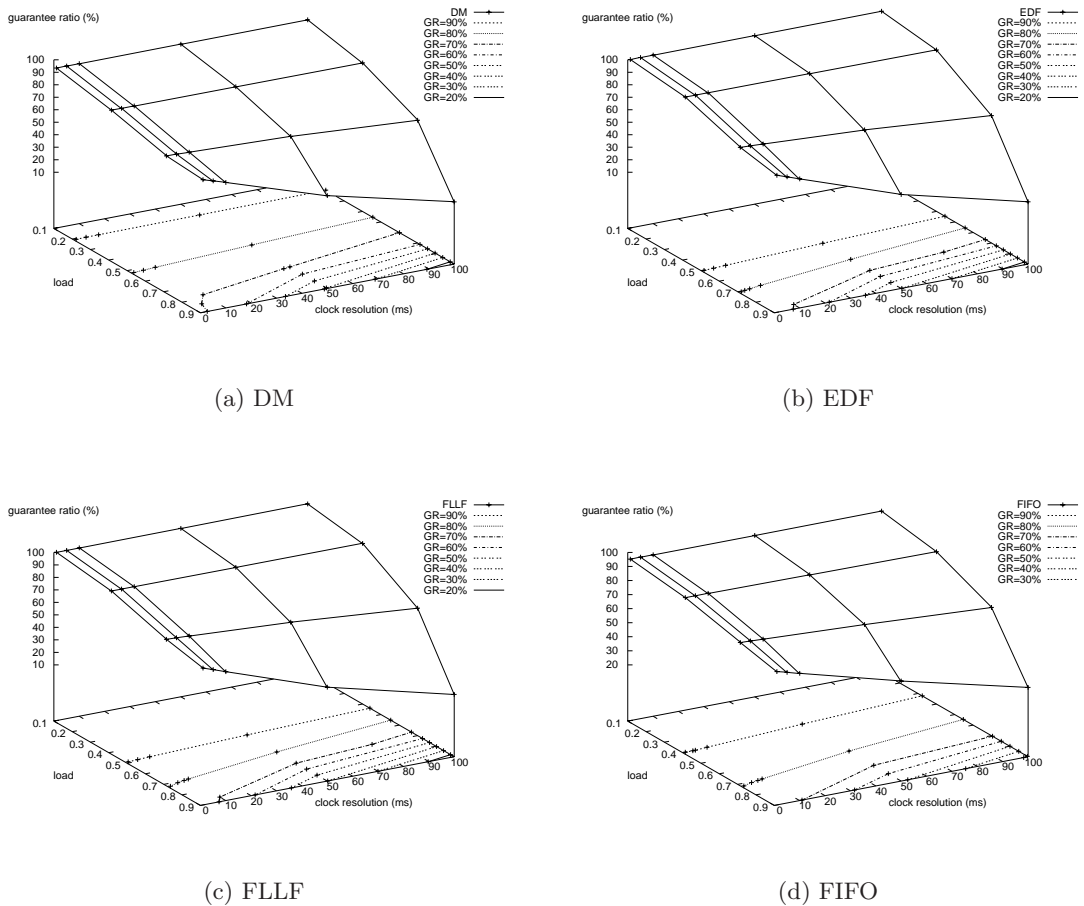 guarantee ratio (%)
DM
GR=90%
GR=80%
GR=70%
GR=60%
GR=50%
GR=40%
GR=30%
GR=20%
100
90
80
70
60
50
40
30
20
10
0.1
0.2
0.3
0.4
0.5
0.6
0.7
0.8
0.9
load
0
10
20
30
40
50
60
70
80
90
100
clock resolution (ms)
(a) DM
guarantee ratio (%)
EDF
GR=90%
GR=80%
GR=70%
GR=60%
GR=50%
GR=40%
GR=30%
GR=20%
100
90
80
70
60
50
40
30
20
10
0.1
0.2
0.3
0.4
0.5
0.6
0.7
0.8
0.9
load
0
10
20
30
40
50
60
70
80
90
100
clock resolution (ms)
(b) EDF
guarantee ratio (%)
FLLF
GR=90%
GR=80%
GR=70%
GR=60%
GR=50%
GR=40%
GR=30%
GR=20%
100
90
80
70
60
50
40
30
20
10
0.1
0.2
0.3
0.4
0.5
0.6
0.7
0.8
0.9
load
0
10
20
30
40
50
60
70
80
90
100
clock resolution (ms)
(c) FLLF
guarantee ratio (%)
FIFO
GR=90%
GR=80%
GR=70%
GR=60%
GR=50%
GR=40%
GR=30%
100
90
80
70
60
50
40
30
20
0.1
0.2
0.3
0.4
0.5
0.6
0.7
0.8
0.9
load
0
10
20
30
40
50
60
70
80
90
100
clock resolution (ms)
(d) FIFO